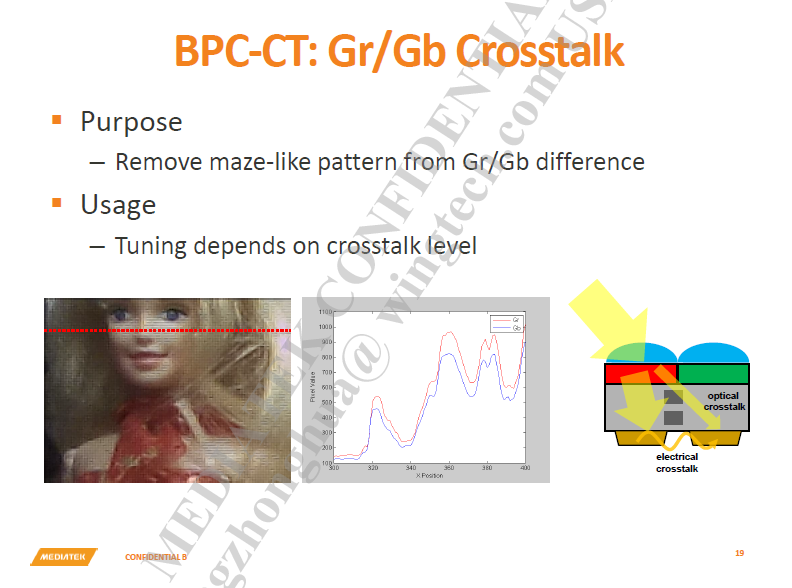 BPC-CT: Gr/Gb Crosstalk
Purpose
– Remove maze-like pattern from Gr/Gb difference
Usage
– Tuning depends on crosstalk level
1100
1000
900
800
700
600
500
400
300
200
100
300
320
340
360
380
400
Pixel Value
X Position
Gr
Gb
optical
crosstalk
electrical
crosstalk
MEDIATEK
CONFIDENTIAL B
19
MEDIATEK CONFIDENTIAL
gzhonghua@wingtech.com